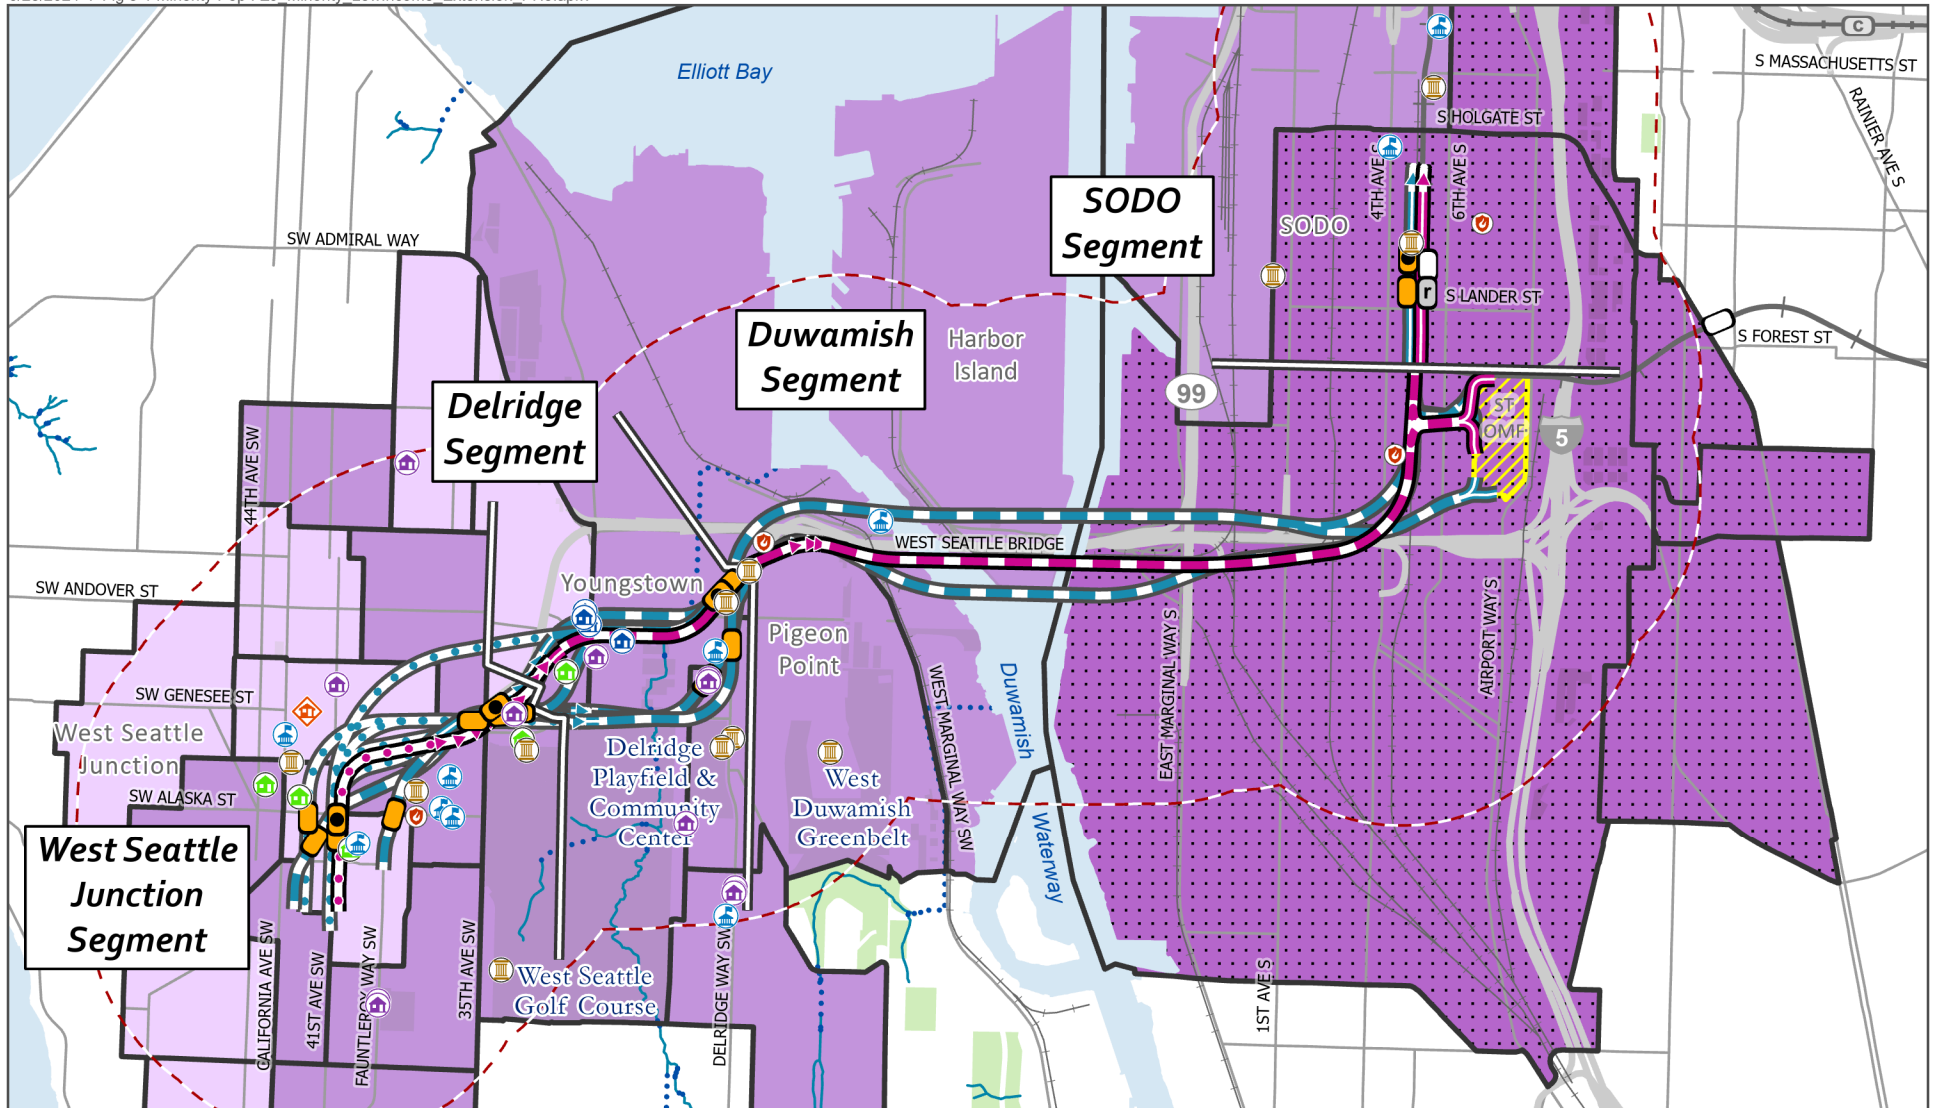 Elliott Bay
C
S MASSACHUSETTS ST
RAINIER AVE S
S HOLGATE ST
4TH AVE S
6TH AVE S
SODO
Segment
SODO
SW ADMIRAL WAY
r
S LANDER ST
S FOREST ST
Duwamish
Segment
Harbor
Island
99
Delridge
Segment
ST
OMF
5
44TH AVE SW
WEST SEATTLE BRIDGE
SW ANDOVER ST
Youngstown
Pigeon
Point
SW GENESEE ST
West Seattle
Junction
WEST MARGINAL WAY SW
Duwamish
Waterway
EAST MARGINAL WAY S
AIRPORT WAY S
Delridge
Playfield &
Community
Center
West
Duwamish
Greenbelt
SW ALASKA ST
West Seattle
Junction
Segment
CALIFORNIA AVE SW
41ST AVE SW
FAUNTLEROY WAY SW
35TH AVE SW
West Seattle
Golf Course
DELRIDGE WAY SW
1ST AVE S